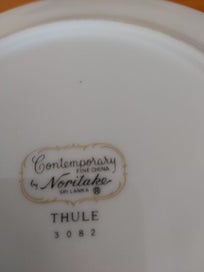 Contemporary
FINE CHINA
by Noritake
SRI LANKA ®
THULE
3082